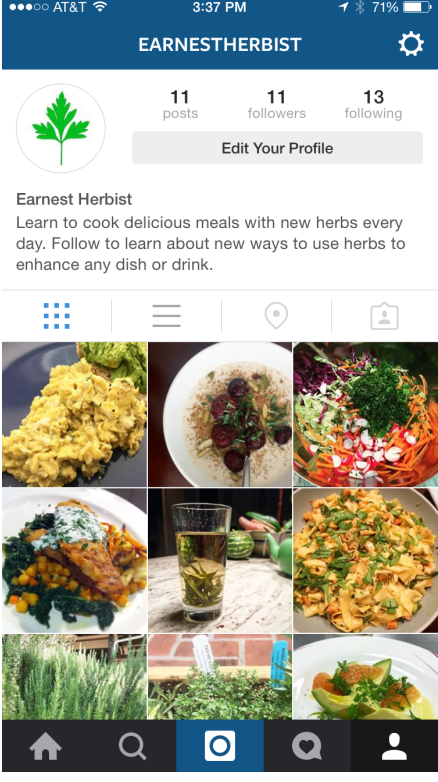 AT&T 3:37 PM 71%
EARNESTHERBIST
11 11 13
posts followers following
Edit Your Profile
Earnest Herbist
Learn to cook delicious meals with new herbs every
day. Follow to learn about new ways to use herbs to
enhance any dish or drink.